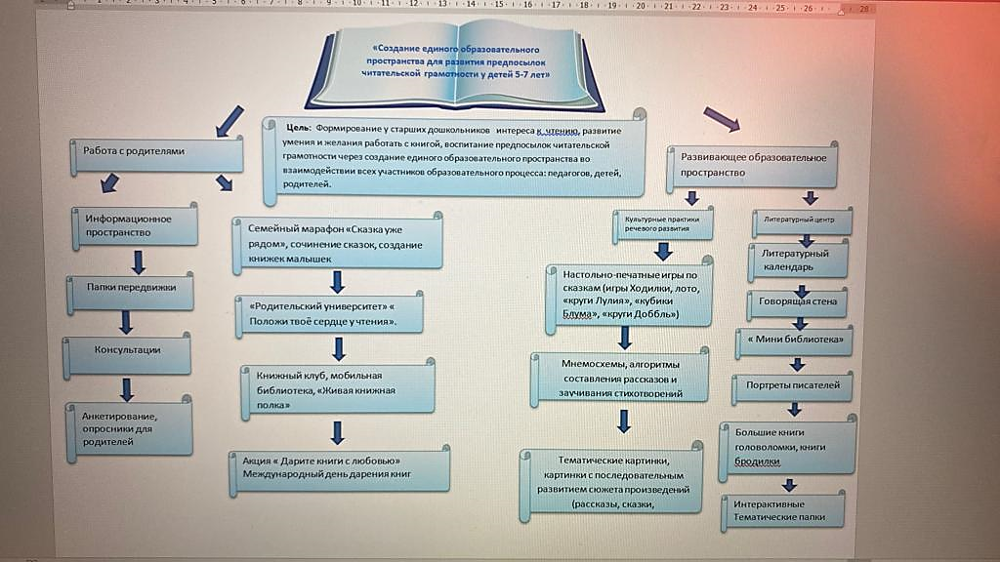 «Создание единого образовательного
пространства для развития предпосылок
читательской грамотности у детей 5-7 лет»
Цель: Формирование у старших дошкольников интереса к чтению, развитие
умения и желания работать с книгой, воспитание предпосылок читательской
грамотности через создание единого образовательного пространства во
взаимодействии всех участников образовательного процесса: педагогов, детей,
родителей.
Работа с родителями
Информационное
пространство
Папки передвижки
Консультации
Анкетирование,
опросники для
родителей
Семейный марафон «Сказка уже
рядом», сочинение сказок, создание
книжек малышек
«Родительский университет» «
Положи твоё сердце у чтения».
Книжный клуб, мобильная
библиотека, «Живая книжная
полка»
Акция « Дарите книги с любовью»
Международный день дарения книг
Развивающее образовательное
пространство
Культурные практики
речевого развития
Настольно-печатные игры по
сказкам (игры Ходилки, лото,
«круги Лулия», «кубики
Блума», «круги Доббль»)
Мнемосхемы, алгоритмы
составления рассказов и
заучивания стихотворений
Тематические картинки,
картинки с последовательным
развитием сюжета произведений
(рассказы, сказки,
Литературный центр
Литературный
календарь
Говорящая стена
« Мини библиотека»
Портреты писателей
Большие книги
головоломки, книги
бродилки
Интерактивные
Тематические папки